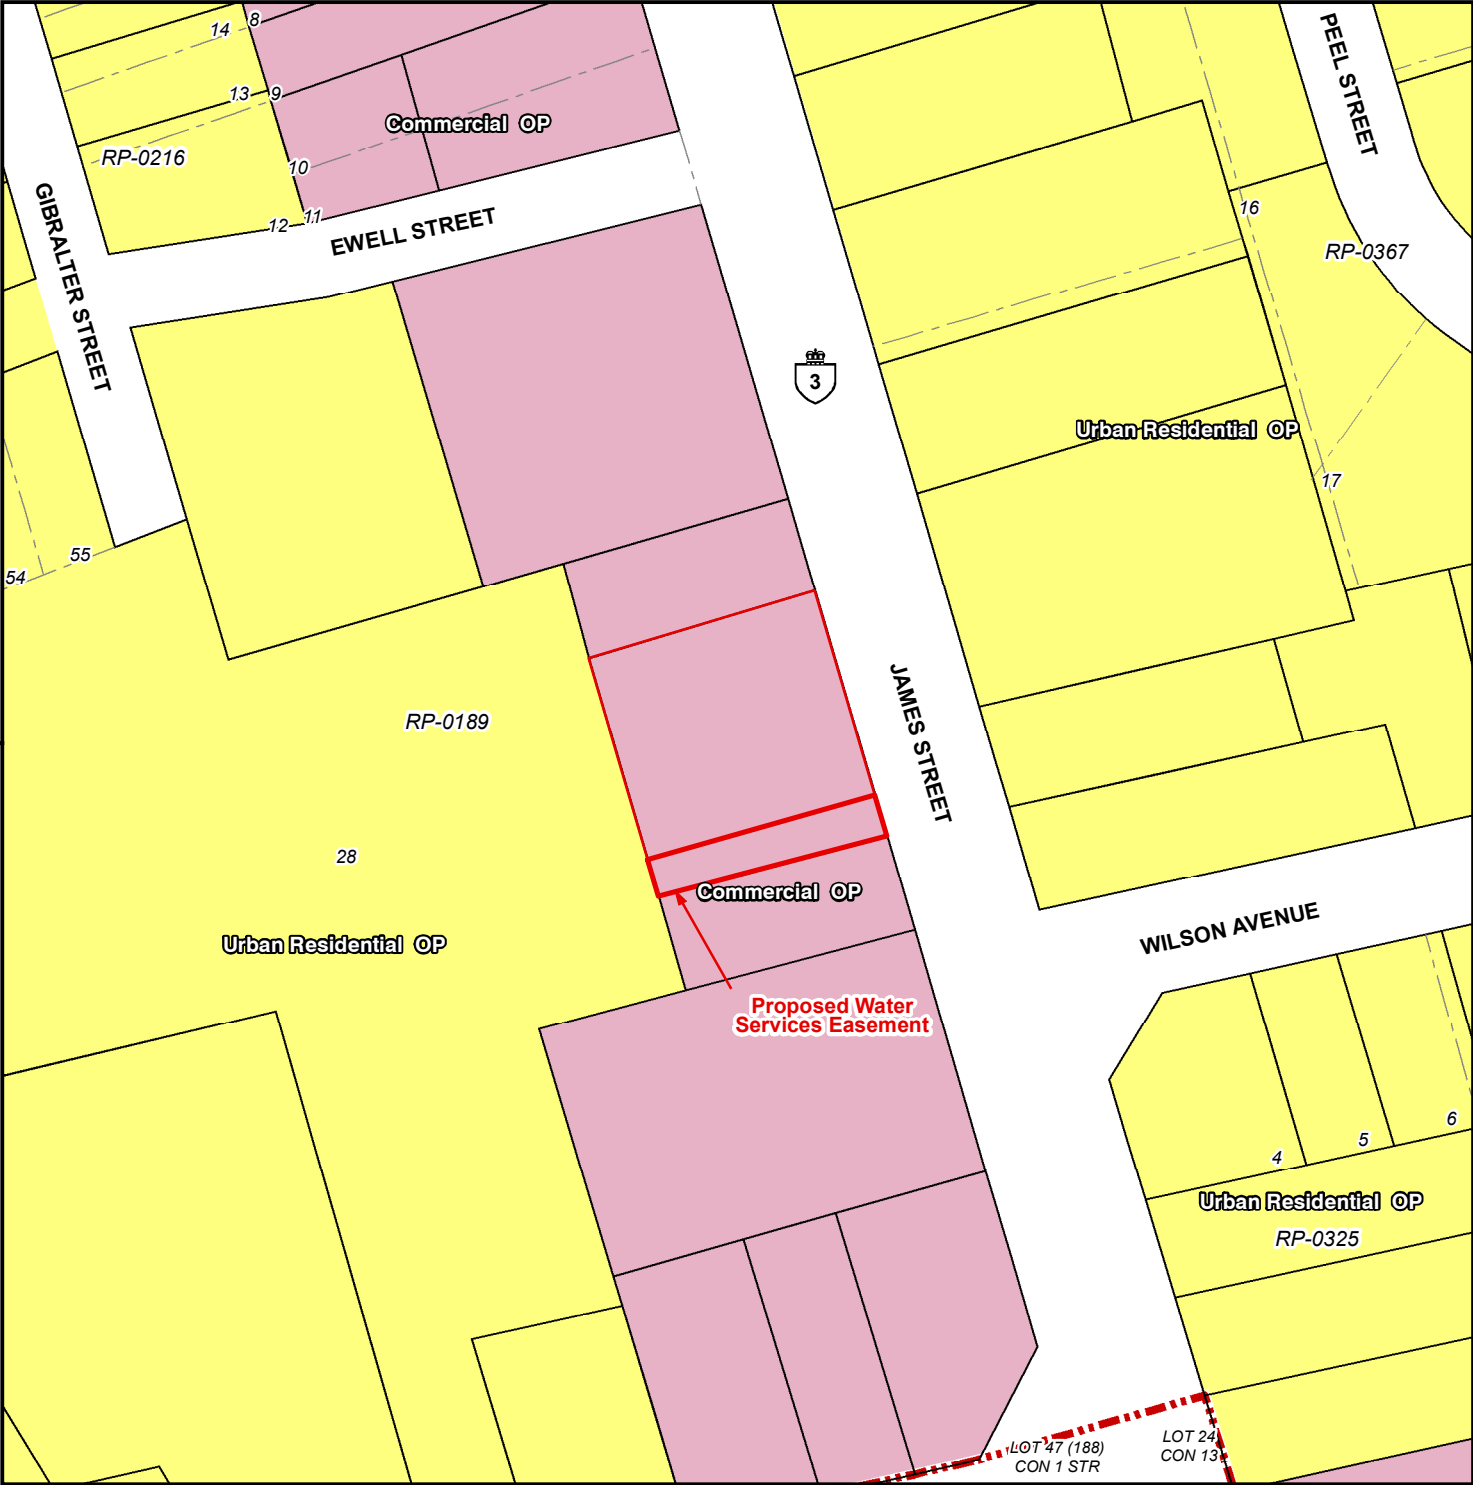 8
14
PEEL STREET
13
9
Commercial OP
RP-0216
10
16
11
12
EWELL STREET
GIBRALTER STREET
RP-0367
3
Urban Residential OP
17
55
54
RP-0189
JAMES STREET
28
Commercial OP
WILSON AVENUE
Urban Residential OP
Proposed Water
Services Easement
6
5
4
Urban Residential OP
RP-0325
LOT 47 (188)
CON 1 STR
LOT 24
CON 13